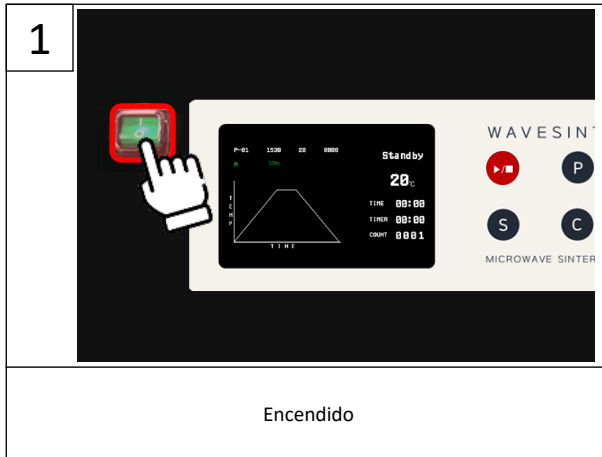 1
WAVESINT
P-01 1530 20 0000
Standby
M
20℃
P
TIME 00:00
TEMP
TIMER 00:00
S C
COUNT 0001
TIME
MICROWAVE SINTER
Encendido